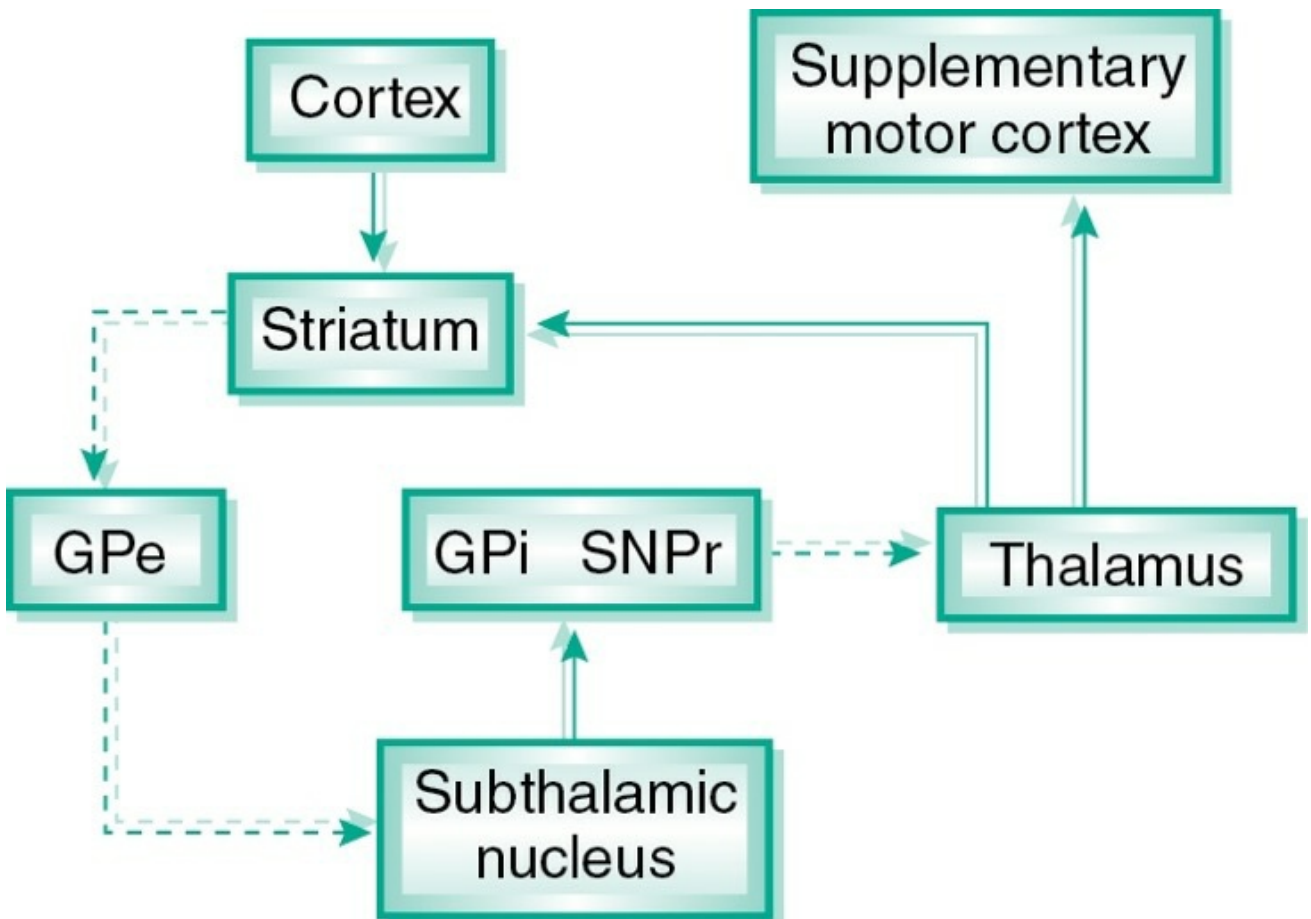 Cortex
Supplementary
motor cortex
Striatum
GPe
GPi SNPr
Thalamus
Subthalamic
nucleus